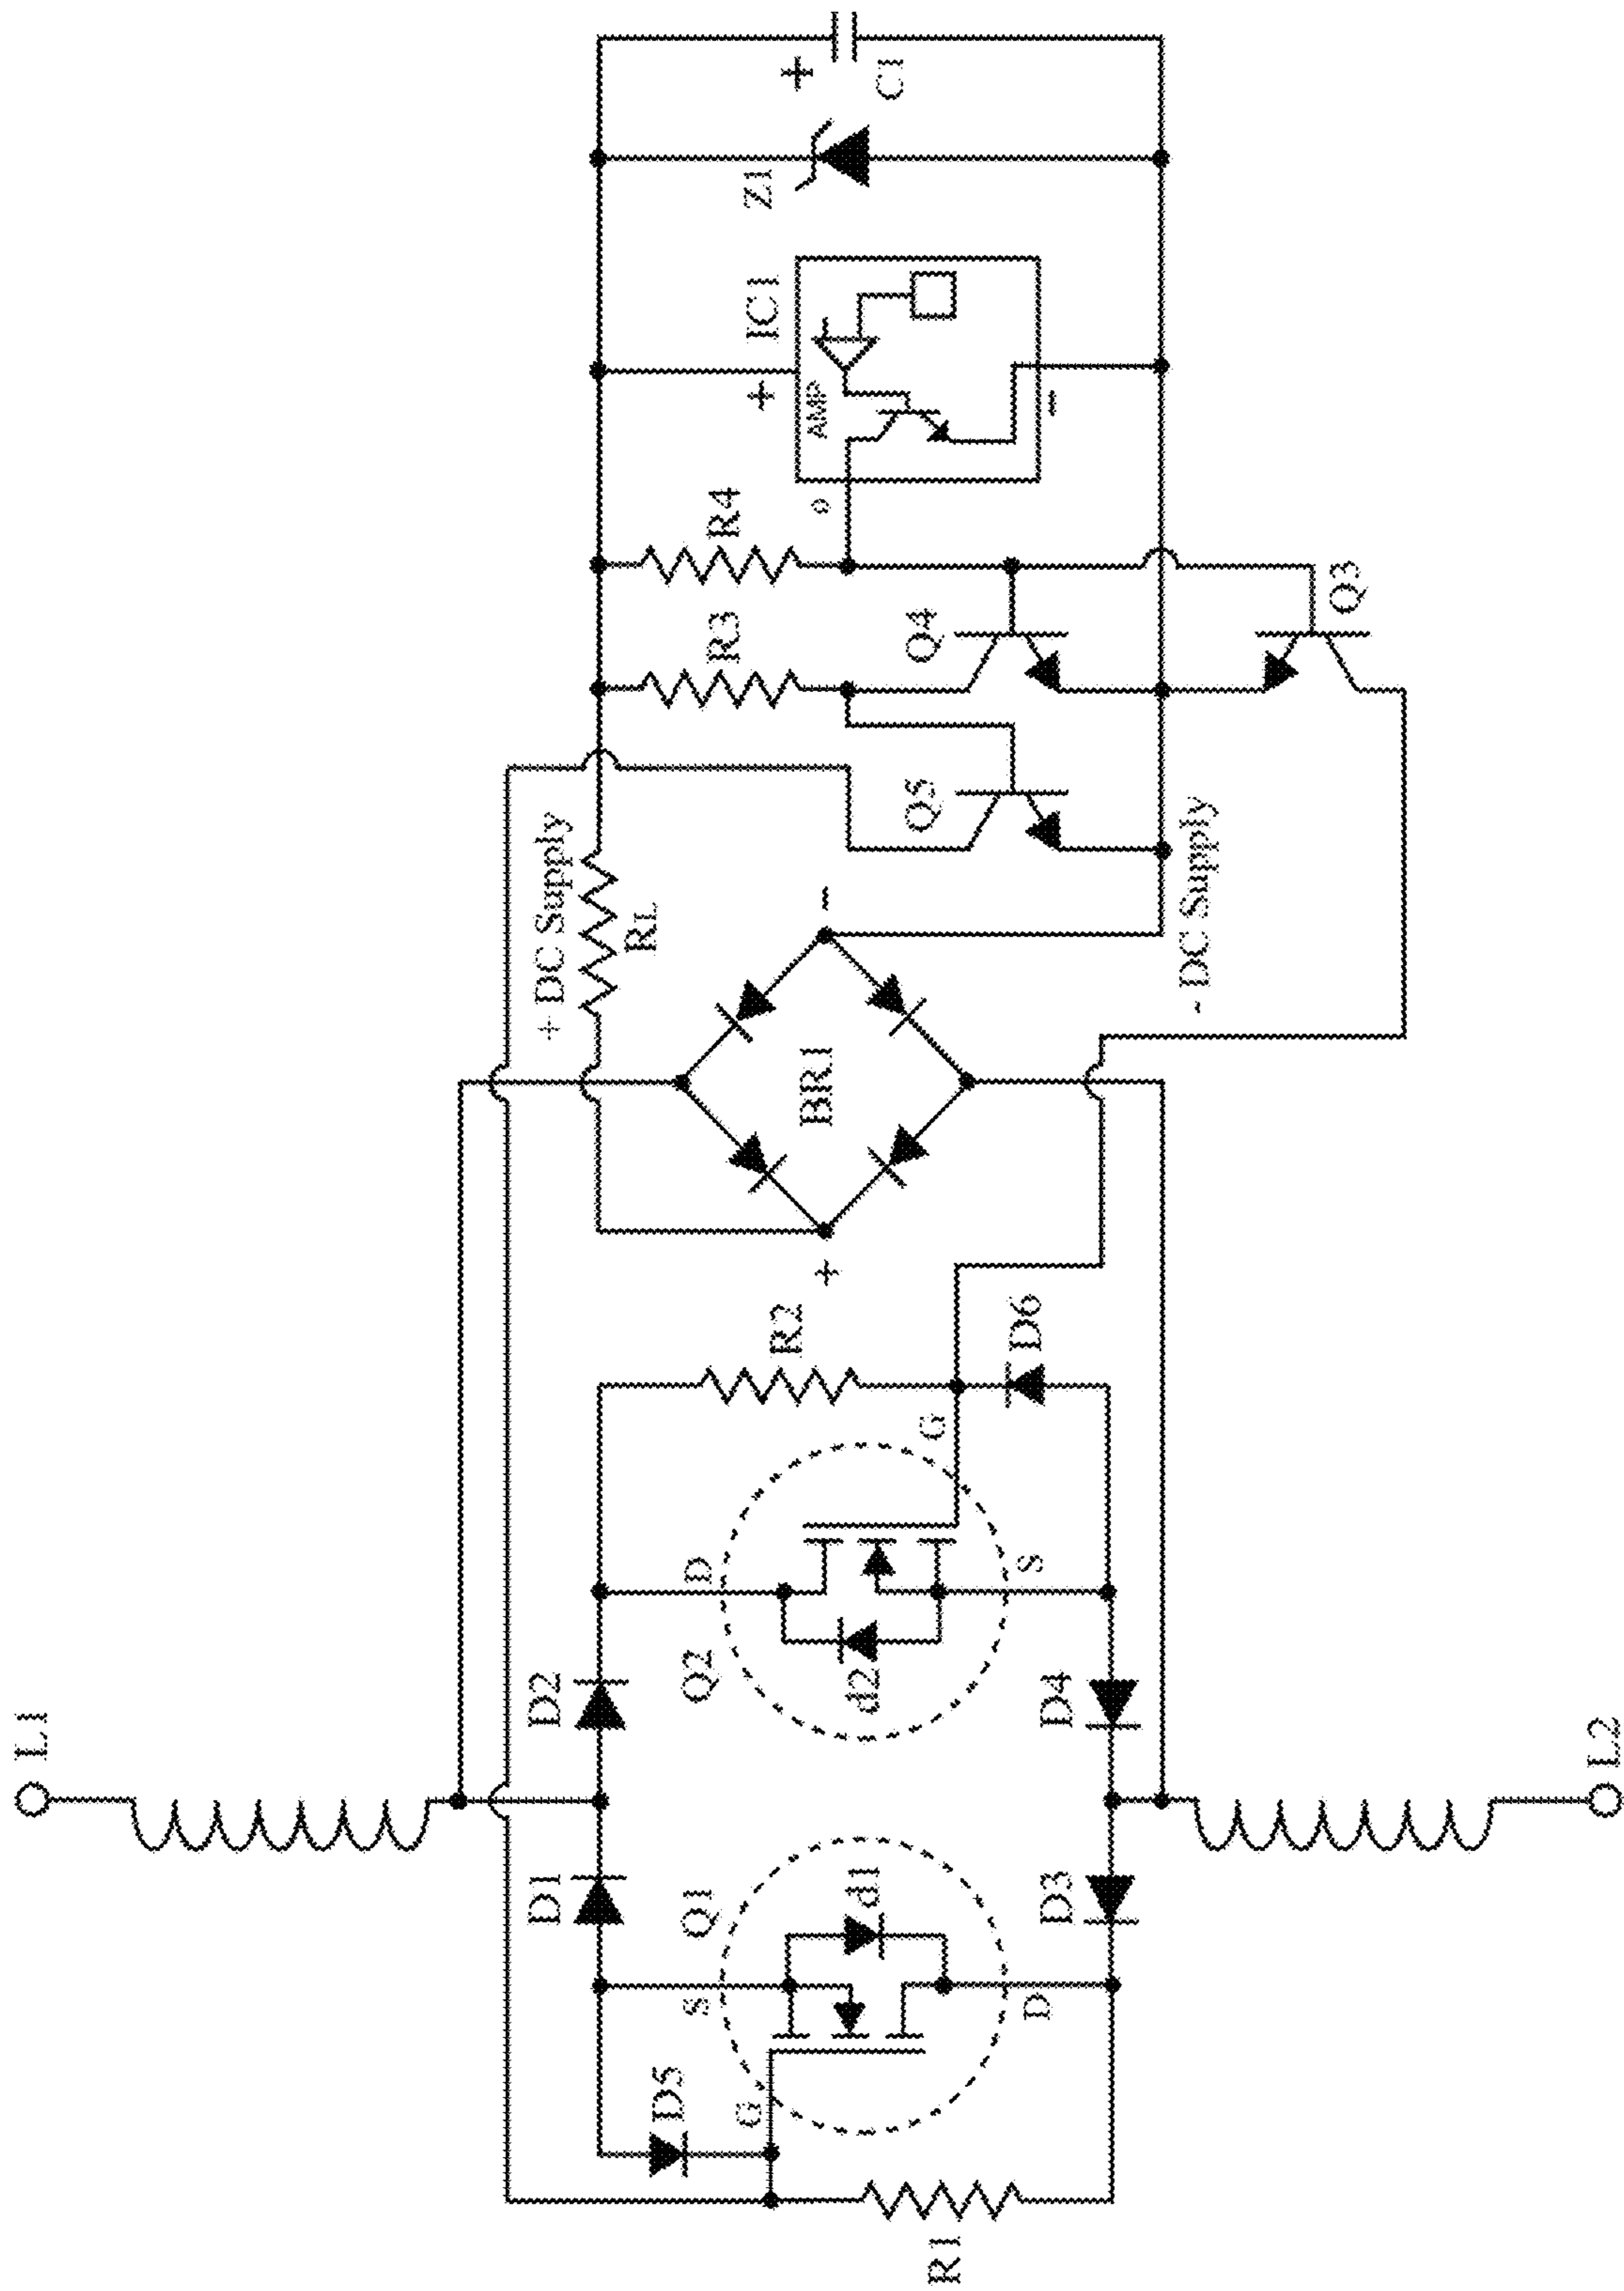 L1
D1
D2
D5
G
S
Q1
d1
D
D3
R1
Q2
D
d2
G
S
D4
R2
D6
L2
+
BR1
-
+ DC Supply
RL
- DC Supply
Q5
R3
Q4
R4
Q3
o
+
IC1
AMP
-
Z1
+
C1